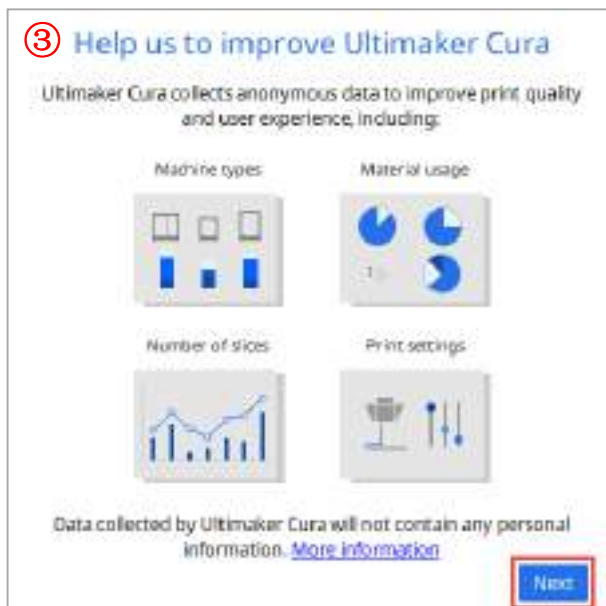 ③ Help us to improve Ultimaker Cura
Ultimaker Cura collects anonymous data to improve print quality
and user experience, including:
Machine types Material usage
Number of slices Print settings
Data collected by Ultimaker Cura will not contain any personal
information. More information
Next